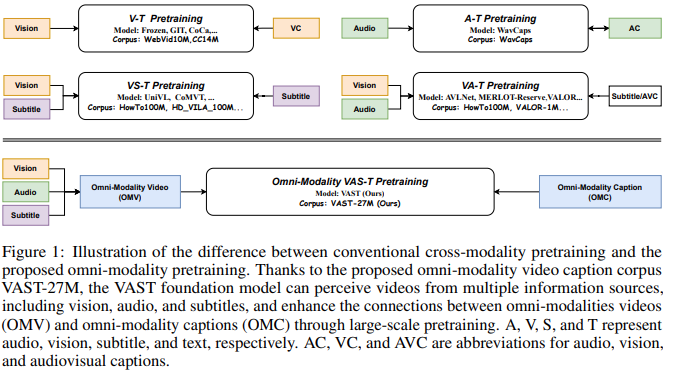 V-T Pretraining
Vision
Model: Frozen, GIT, CoCa,...
VC
Corpus: WebVid10M,CC14M
A-T Pretraining
Audio
Model: WavCaps
AC
Corpus: WavCaps
VS-T Pretraining
Vision
Model: UniVL, CoMVT, ...
Subtitle
Subtitle
Corpus: HowTo100M, HD_VILA_100M...
VA-T Pretraining
Vision
Model: AVLNet, MERLOT-Reserve,VALOR...
Subtitle/AVC
Audio
Corpus: HowTo100M, VALOR-1M...
Vision
Audio
Subtitle
Omni-Modality Video
(OMV)
Omni-Modality VAS-T Pretraining
Model: VAST (Ours)
Corpus: VAST-27M (Ours)
Omni-Modality Caption
(OMC)
Figure 1: Illustration of the difference between conventional cross-modality pretraining and the
proposed omni-modality pretraining. Thanks to the proposed omni-modality video caption corpus
VAST-27M, the VAST foundation model can perceive videos from multiple information sources,
including vision, audio, and subtitles, and enhance the connections between omni-modalities videos
(OMV) and omni-modality captions (OMC) through large-scale pretraining. A, V, S, and T represent
audio, vision, subtitle, and text, respectively. AC, VC, and AVC are abbreviations for audio, vision,
and audiovisual captions.